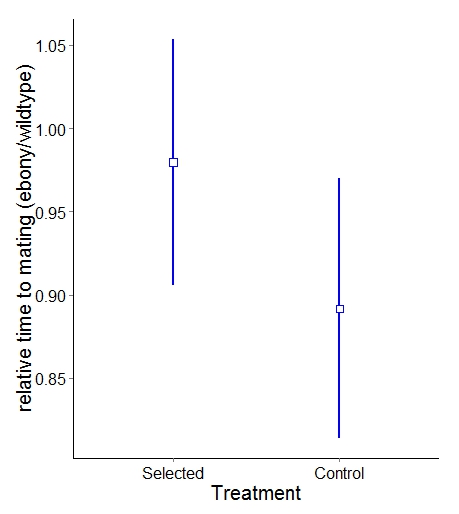 relative time to mating (ebony/wildtype)
1.05
1.00
0.95
0.90
0.85
Selected
Control
Treatment